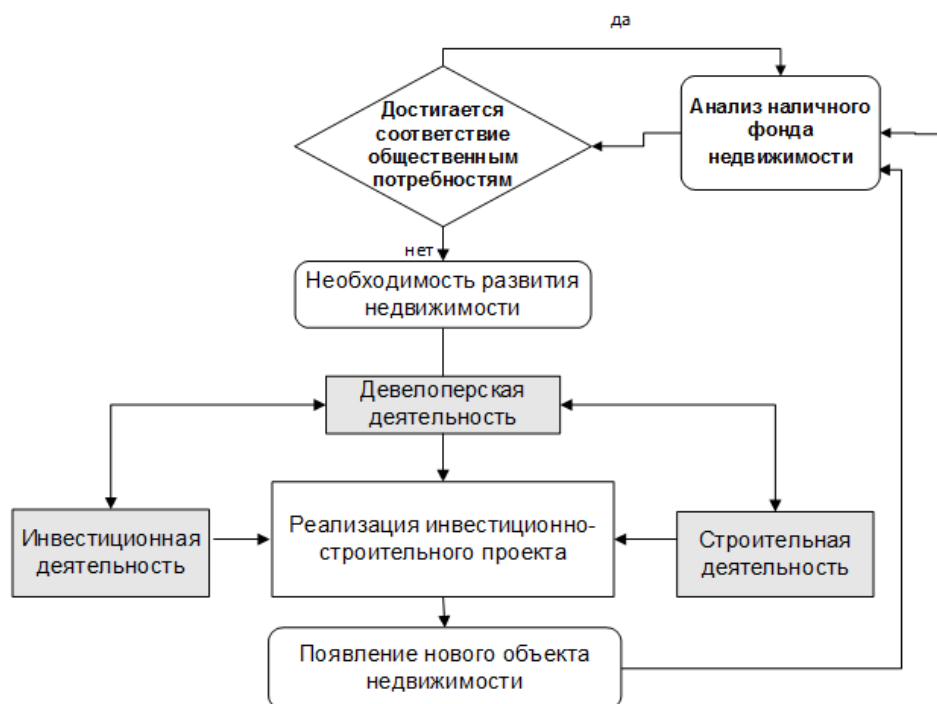 да
Достигается
соответствие
общественным
потребностям
Анализ наличного
фонда
недвижимости
нет
Необходимость развития
недвижимости
Девелоперская
деятельность
Инвестиционная
деятельность
Реализация инвестиционно-
строительного проекта
Строительная
деятельность
Появление нового объекта
недвижимости